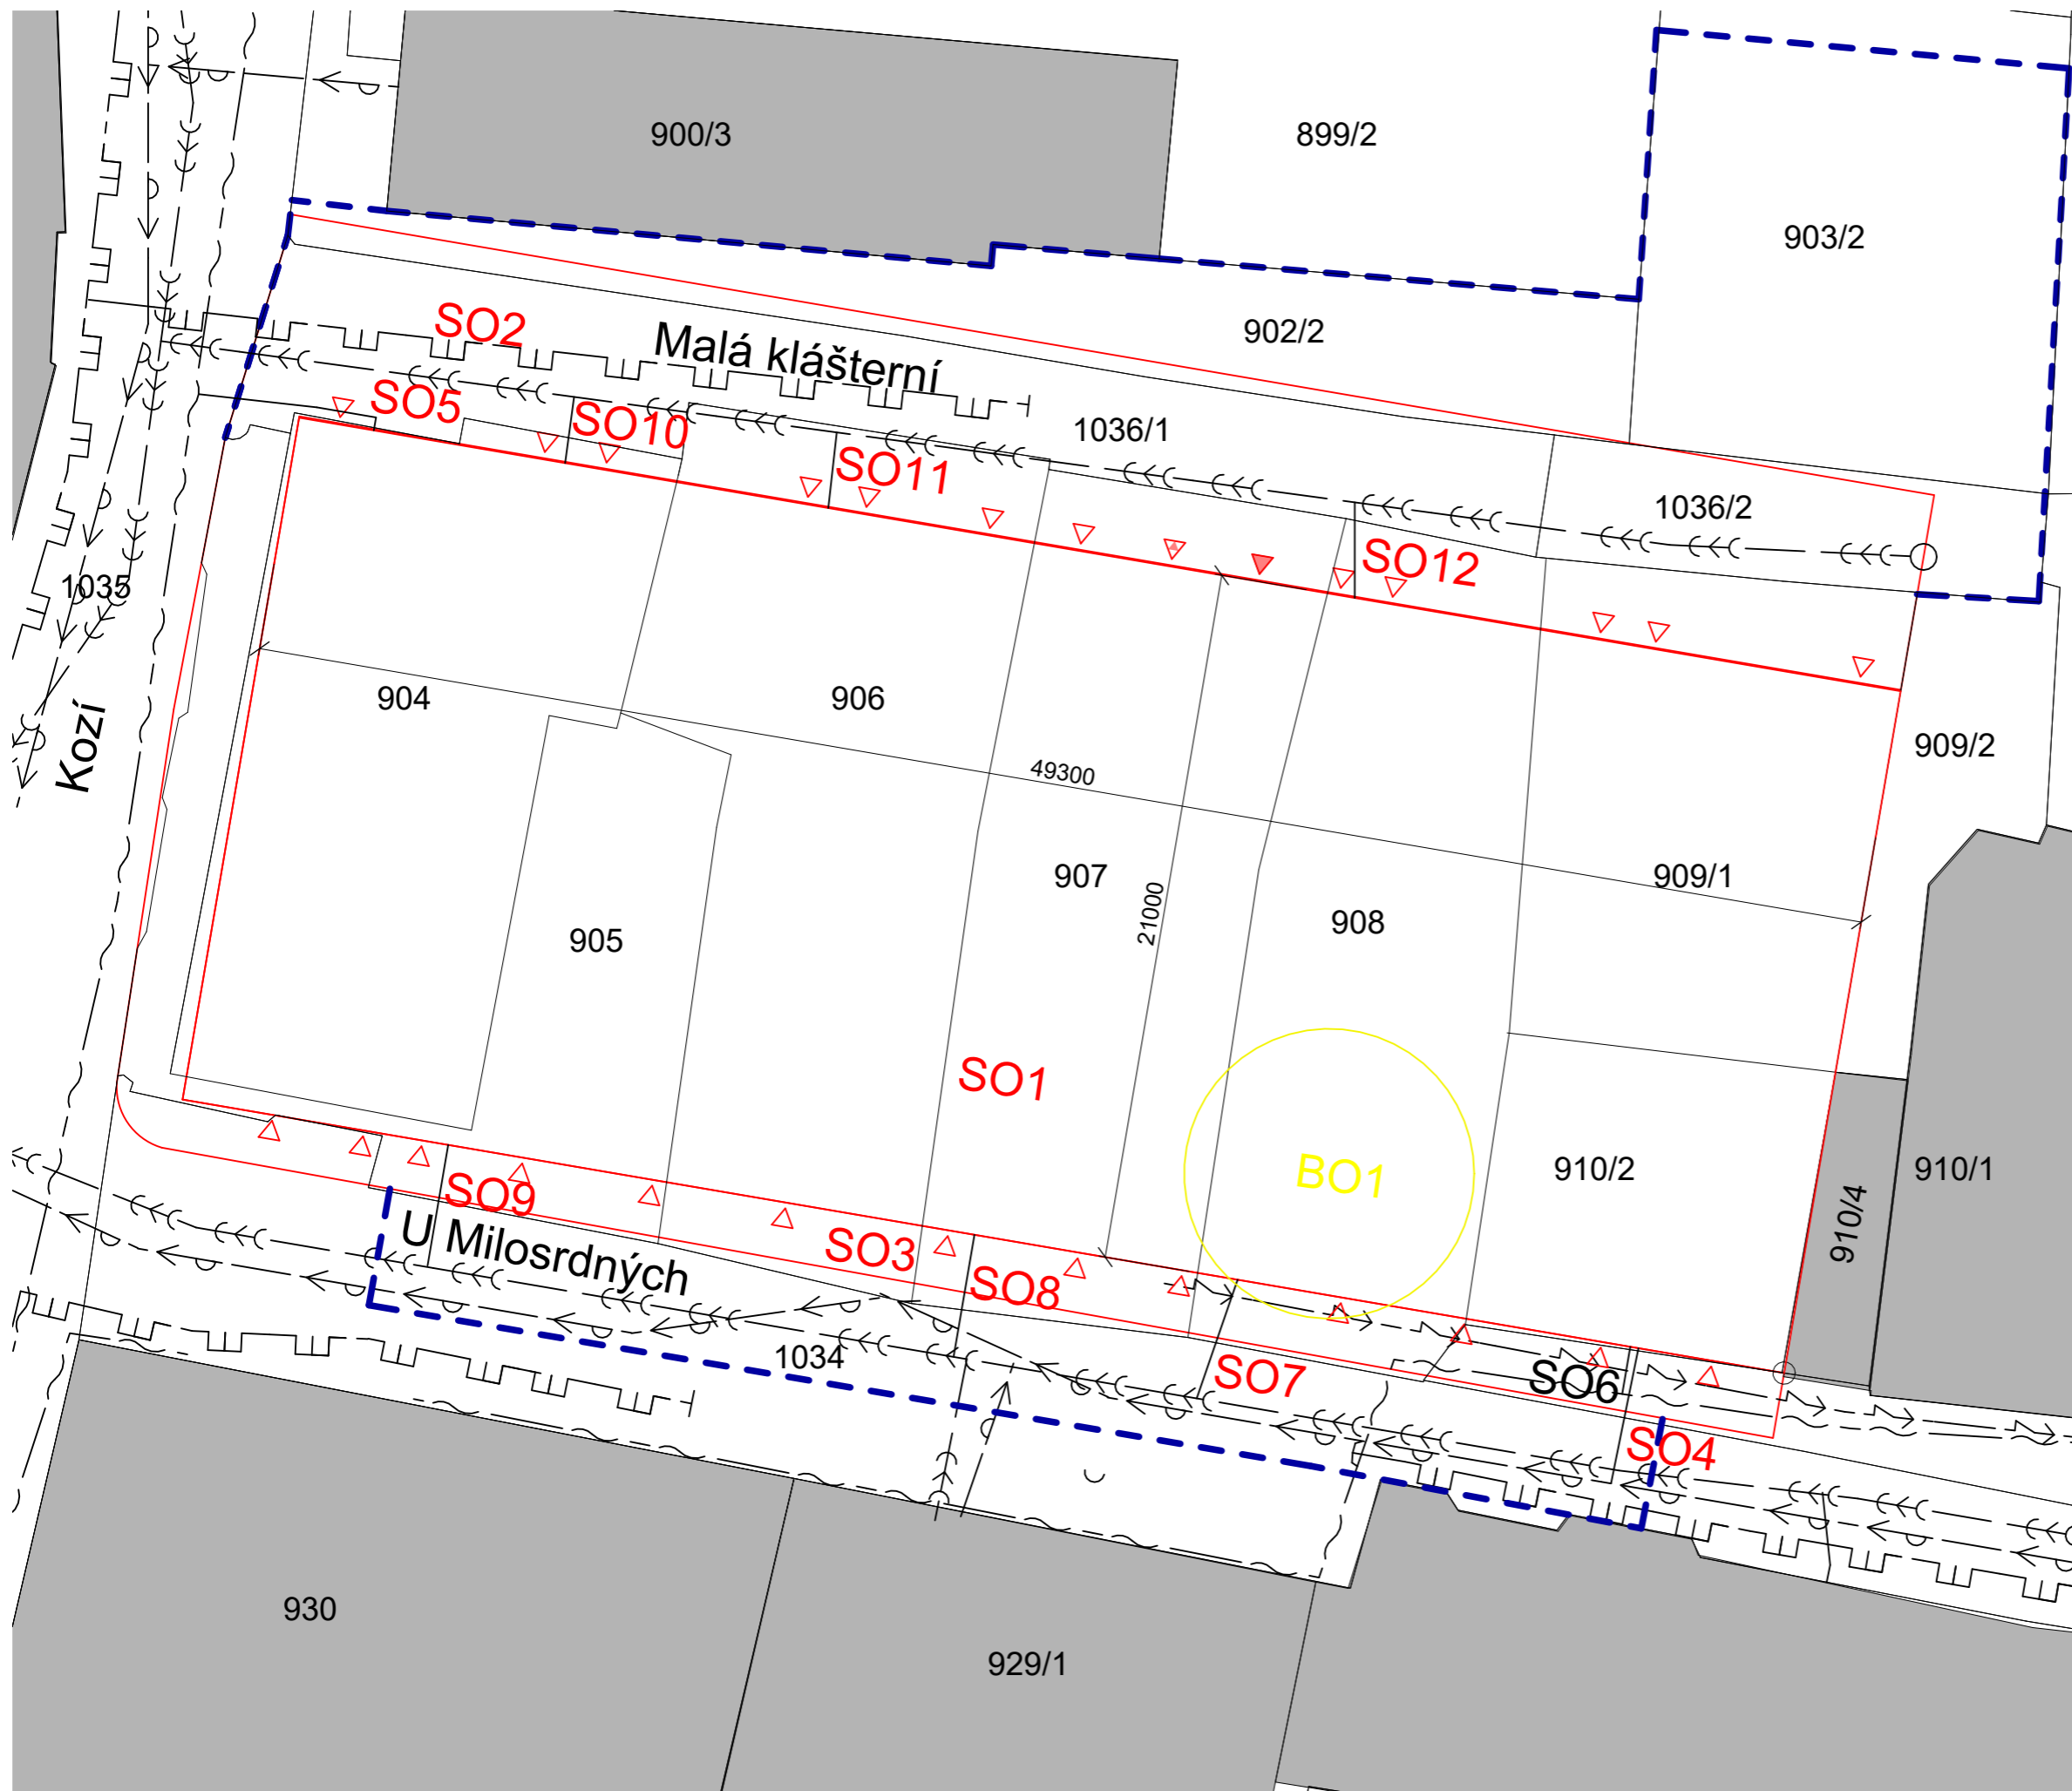 900/3
899/2
903/2
902/2
SO2
Malá klášterní
SO5
SO10
1036/1
SO11
1036/2
SO12
1035
904
906
Kozí
909/2
49300
907
909/1
21000
908
905
SO1
BO1
910/2
910/1
910/4
SO9
U Milosrdných
SO3
SO8
1034
SO7
SO6
SO4
930
929/1